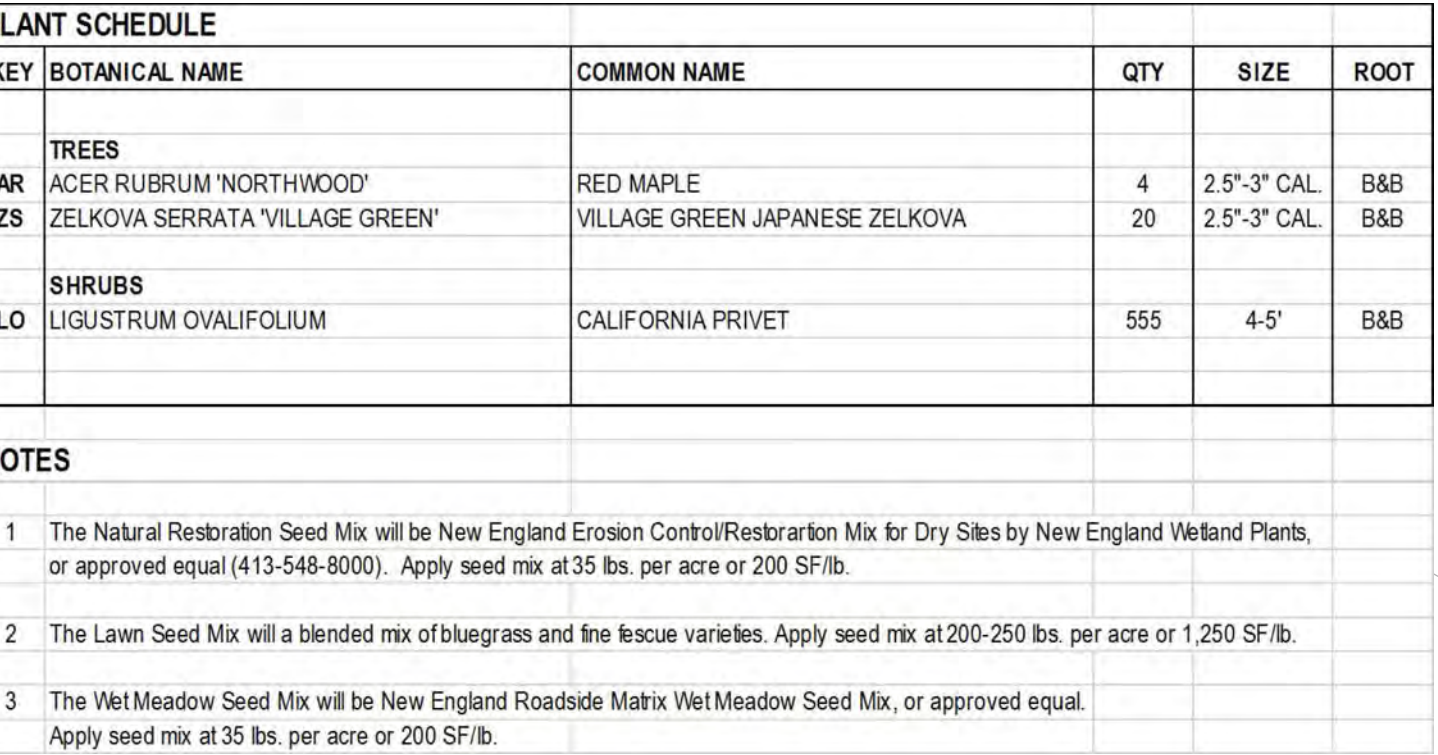 LANT SCHEDULE
KEY BOTANICAL NAME COMMON NAME QTY SIZE ROOT
TREES
AR ACER RUBRUM 'NORTHWOOD' RED MAPLE 4 2.5"-3" CAL. B&B
ZS ZELKOVA SERRATA 'VILLAGE GREEN' VILLAGE GREEN JAPANESE ZELKOVA 20 2.5"-3" CAL. B&B
SHRUBS
LO LIGUSTRUM OVALIFOLIUM CALIFORNIA PRIVET 555 4-5' B&B
OTES
1 The Natural Restoration Seed Mix will be New England Erosion Control/Restorartion Mix for Dry Sites by New England Wetland Plants,
or approved equal (413-548-8000). Apply seed mix at 35 lbs. per acre or 200 SF/lb.
2 The Lawn Seed Mix will a blended mix of bluegrass and fine fescue varieties. Apply seed mix at 200-250 lbs. per acre or 1,250 SF/lb.
3 The Wet Meadow Seed Mix will be New England Roadside Matrix Wet Meadow Seed Mix, or approved equal.
Apply seed mix at 35 lbs. per acre or 200 SF/lb.